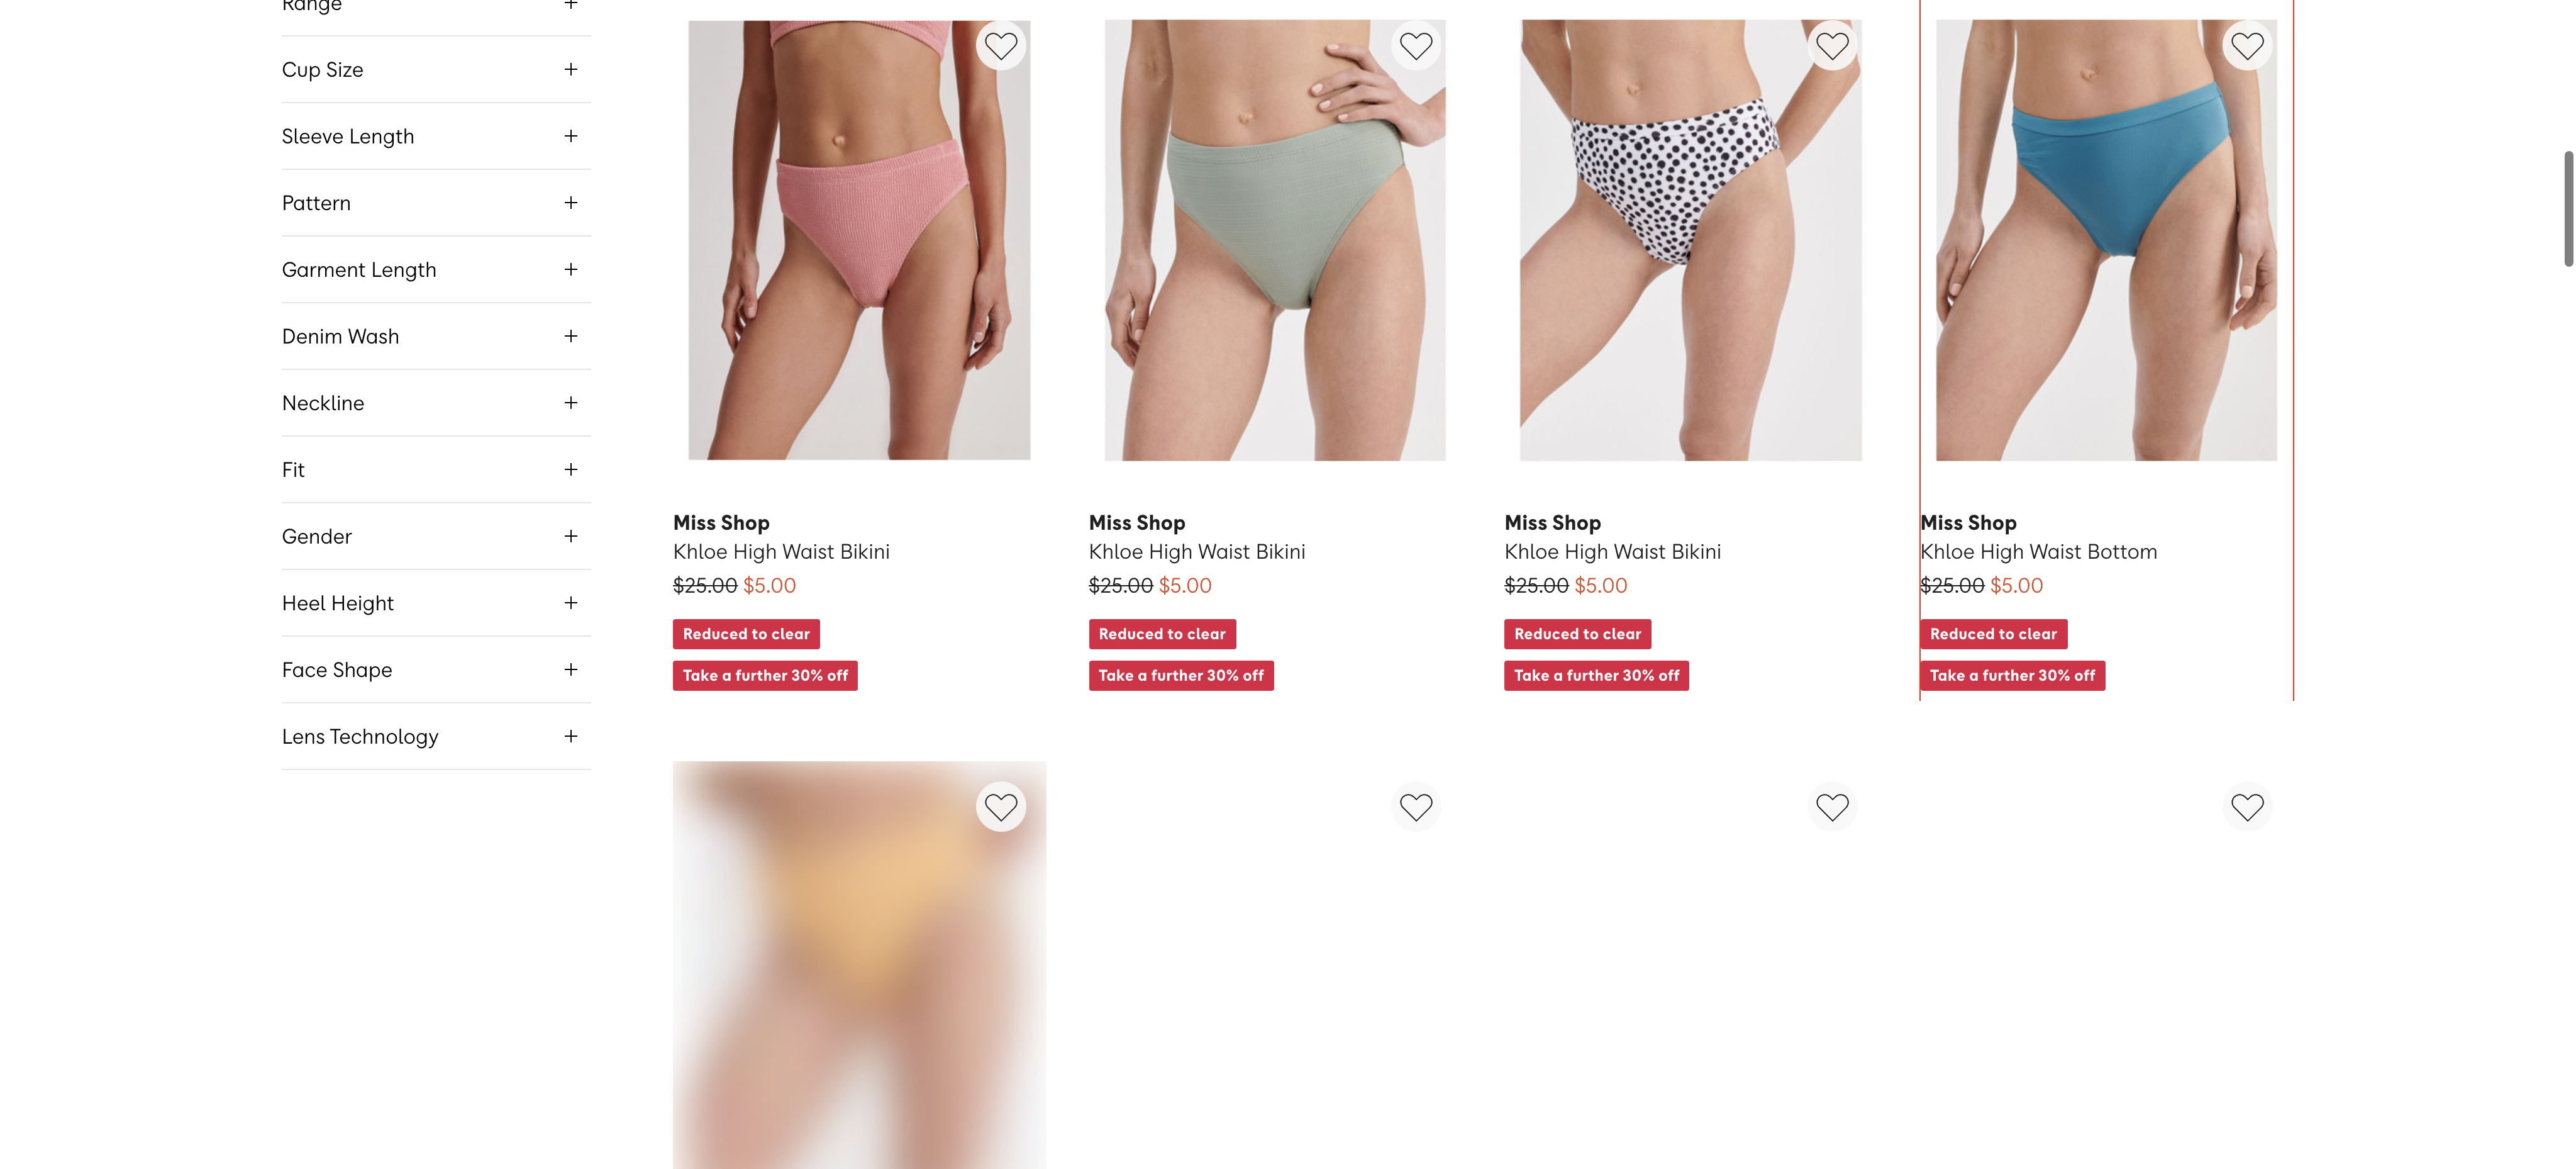 Range
Cup Size
Sleeve Length
Pattern
Garment Length
Denim Wash
Neckline
Fit
Gender
Heel Height
Face Shape
Lens Technology
Miss Shop
Khloe High Waist Bikini
$25.00 $5.00
Reduced to clear
Take a further 30% off
Miss Shop
Khloe High Waist Bikini
$25.00 $5.00
Reduced to clear
Take a further 30% off
Miss Shop
Khloe High Waist Bikini
$25.00 $5.00
Reduced to clear
Take a further 30% off
Miss Shop
Khloe High Waist Bottom
$25.00 $5.00
Reduced to clear
Take a further 30% off